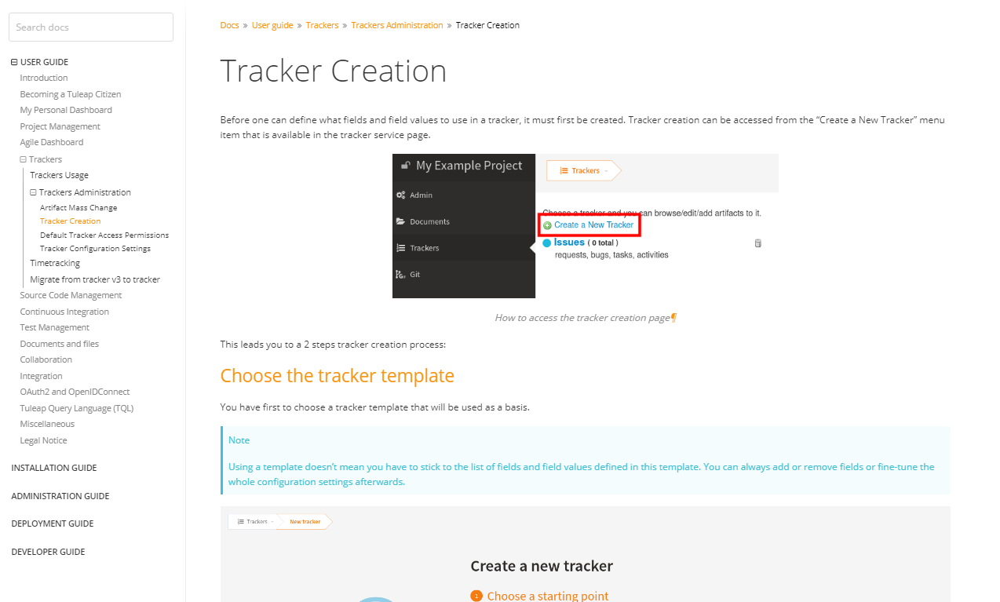 Search docs
USER GUIDE
Introduction
Becoming a Tuleap Citizen
My Personal Dashboard
Project Management
Agile Dashboard
Trackers
Trackers Usage
Trackers Administration
Artifact Mass Change
Tracker Creation
Default Tracker Access Permissions
Tracker Configuration Settings
Timetracking
Migrate from tracker v3 to tracker
Source Code Management
Continuous Integration
Test Management
Documents and files
Collaboration
Integration
OAuth2 and OpenIDConnect
Tuleap Query Language (TQL)
Miscellaneous
Legal Notice
INSTALLATION GUIDE
ADMINISTRATION GUIDE
DEPLOYMENT GUIDE
DEVELOPER GUIDE
Docs » User guide » Trackers » Trackers Administration » Tracker Creation
Tracker Creation
Before one can define what fields and field values to use in a tracker, it must first be created. Tracker creation can be accessed from the “Create a New Tracker” menu
item that is available in the tracker service page.
My Example Project
Admin
Documents
Trackers
Git
Trackers
Choose a tracker and you can browse/edit/add artifacts to it.
Create a New Tracker
Issues ( 0 total )
requests, bugs, tasks, activities
How to access the tracker creation page¶
This leads you to a 2 steps tracker creation process:
Choose the tracker template
You have first to choose a tracker template that will be used as a basis.
Note
Using a template doesn’t mean you have to stick to the list of fields and field values defined in this template. You can always add or remove fields or fine-tune the
whole configuration settings afterwards.
Trackers
New tracker
Create a new tracker
1 Choose a starting point